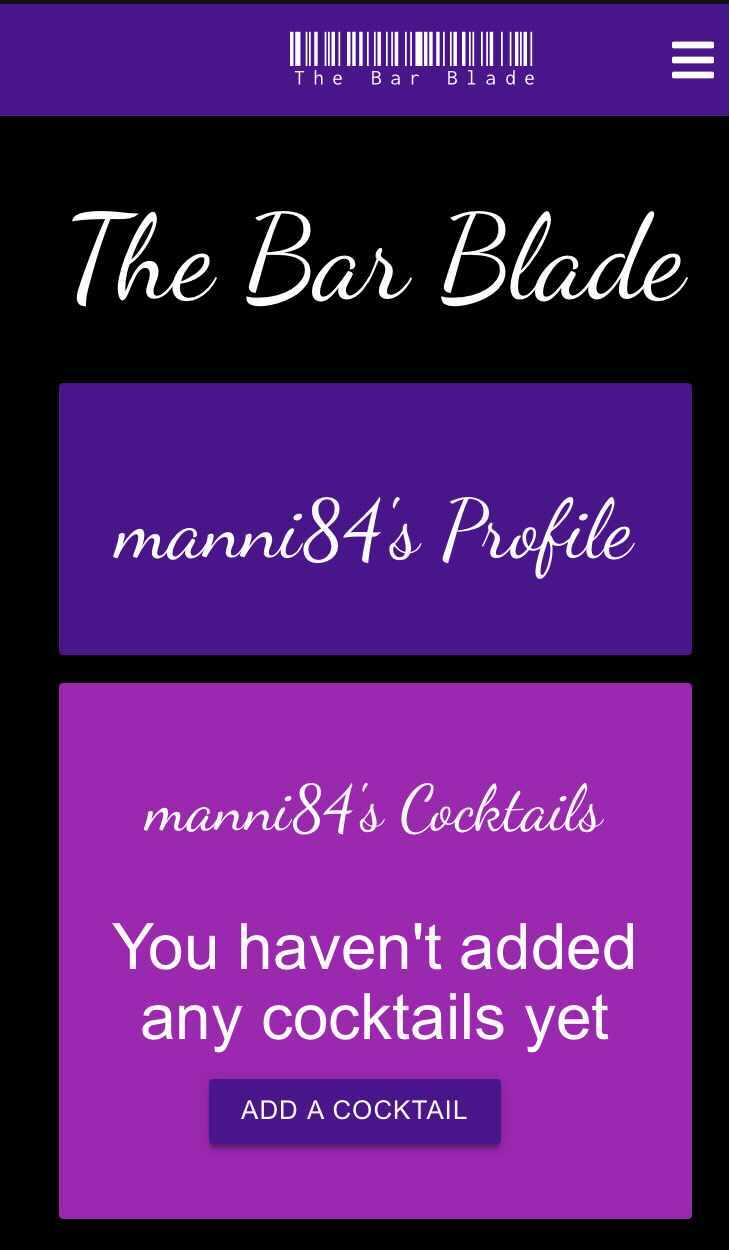 The Bar Blade
The Bar Blade
manni84's Profile
manni84's Cocktails
You haven't added
any cocktails yet
ADD A COCKTAIL